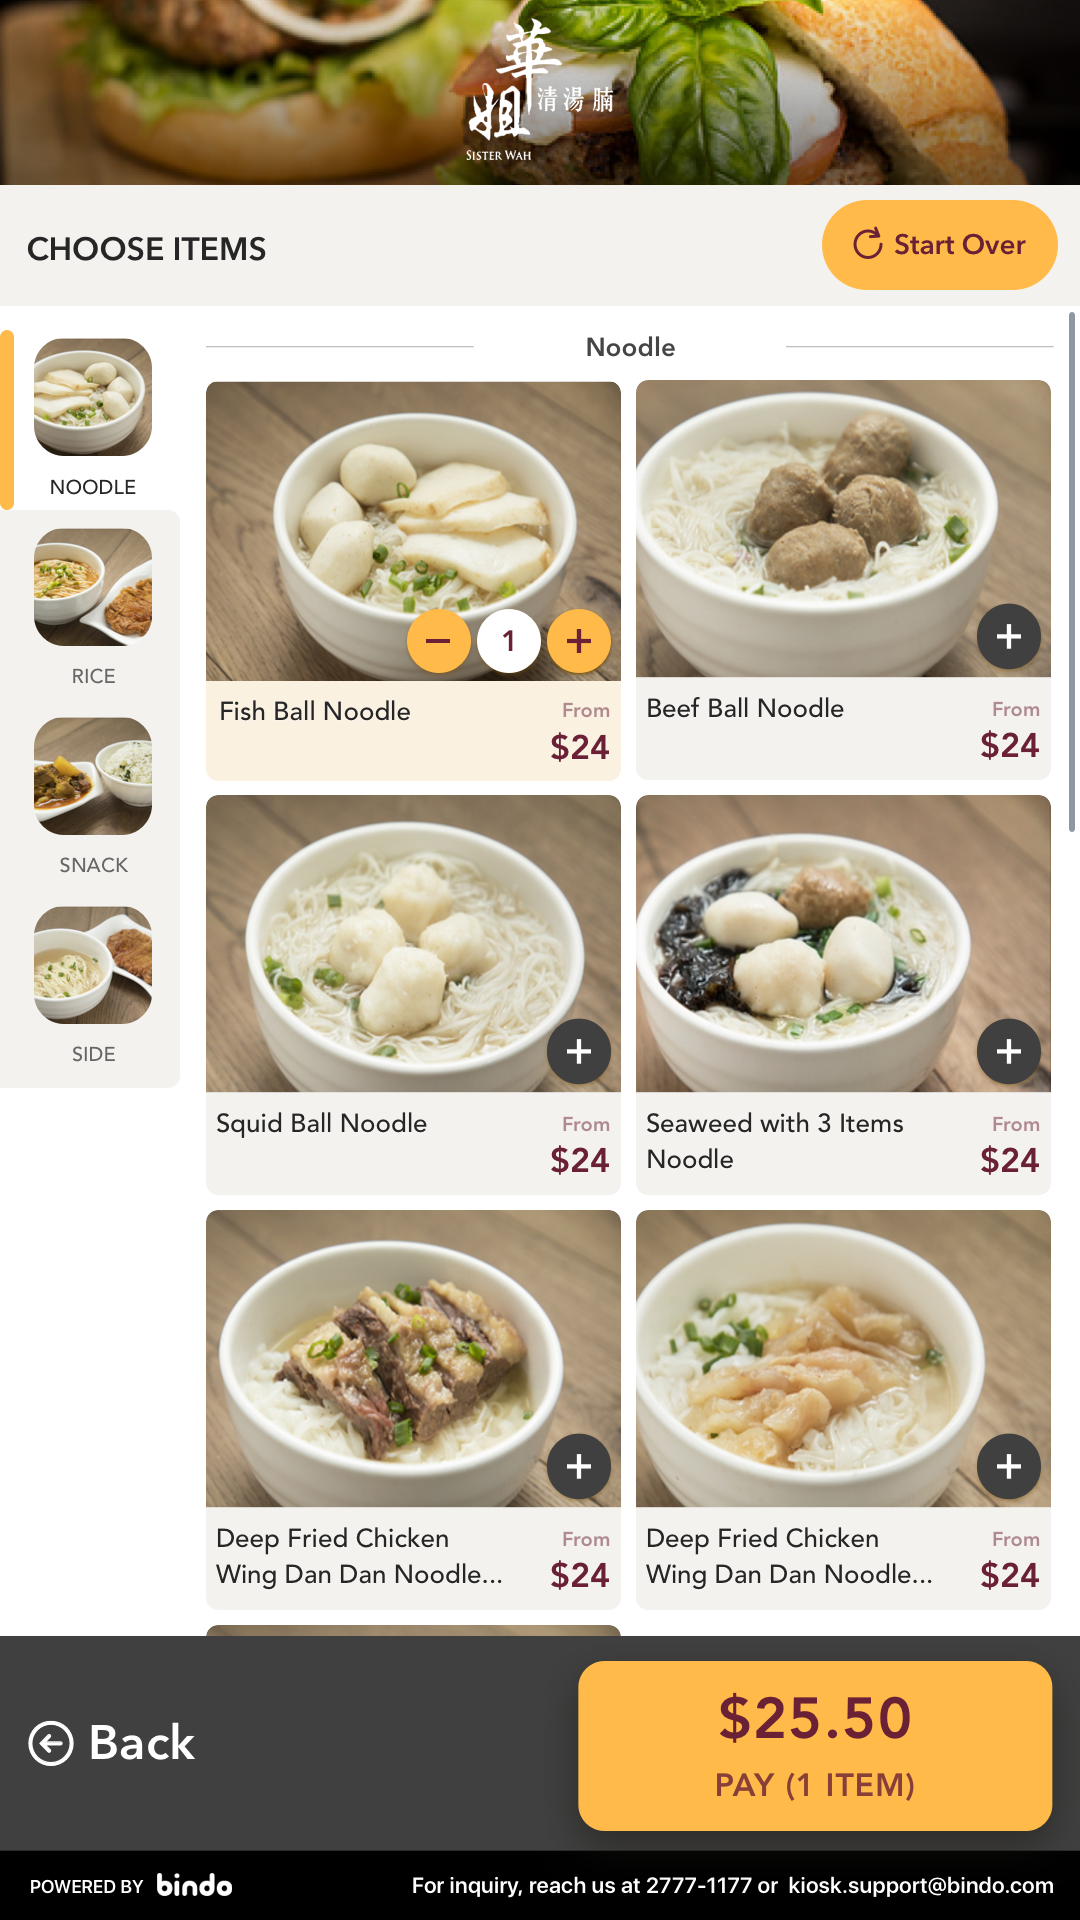 華
姐
清湯腩
SISTER WAH
CHOOSE ITEMS
Start Over
Noodle
NOODLE
RICE
SNACK
SIDE
1
Fish Ball Noodle
From
$24
Beef Ball Noodle
From
$24
Squid Ball Noodle
From
$24
Seaweed with 3 Items
Noodle
From
$24
Deep Fried Chicken
Wing Dan Dan Noodle...
From
$24
Deep Fried Chicken
Wing Dan Dan Noodle...
From
$24
Back
$25.50
PAY (1 ITEM)
POWERED BY bindo
For inquiry, reach us at 2777-1177 or kiosk.support@bindo.com